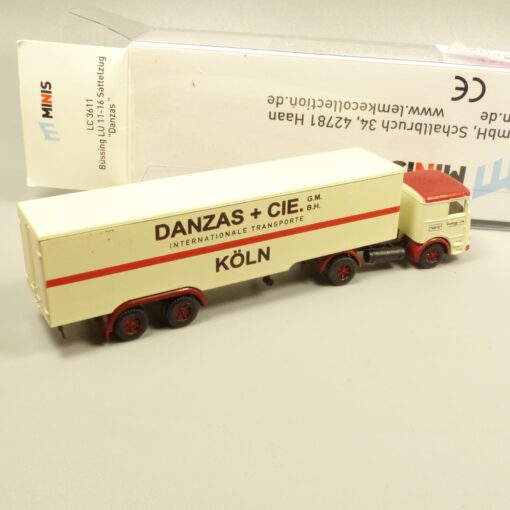 MINIS
LC 3611
Büssing LU 11-16 Sattelzug
"Danzas"
CE
www.lemkecollection.de
mbH, Schallbruch 34, 42781 Haan
n.de
MINIS
DANZAS + CIE. G.M.
B.H.
INTERNATIONALE TRANSPORTE
KÖLN